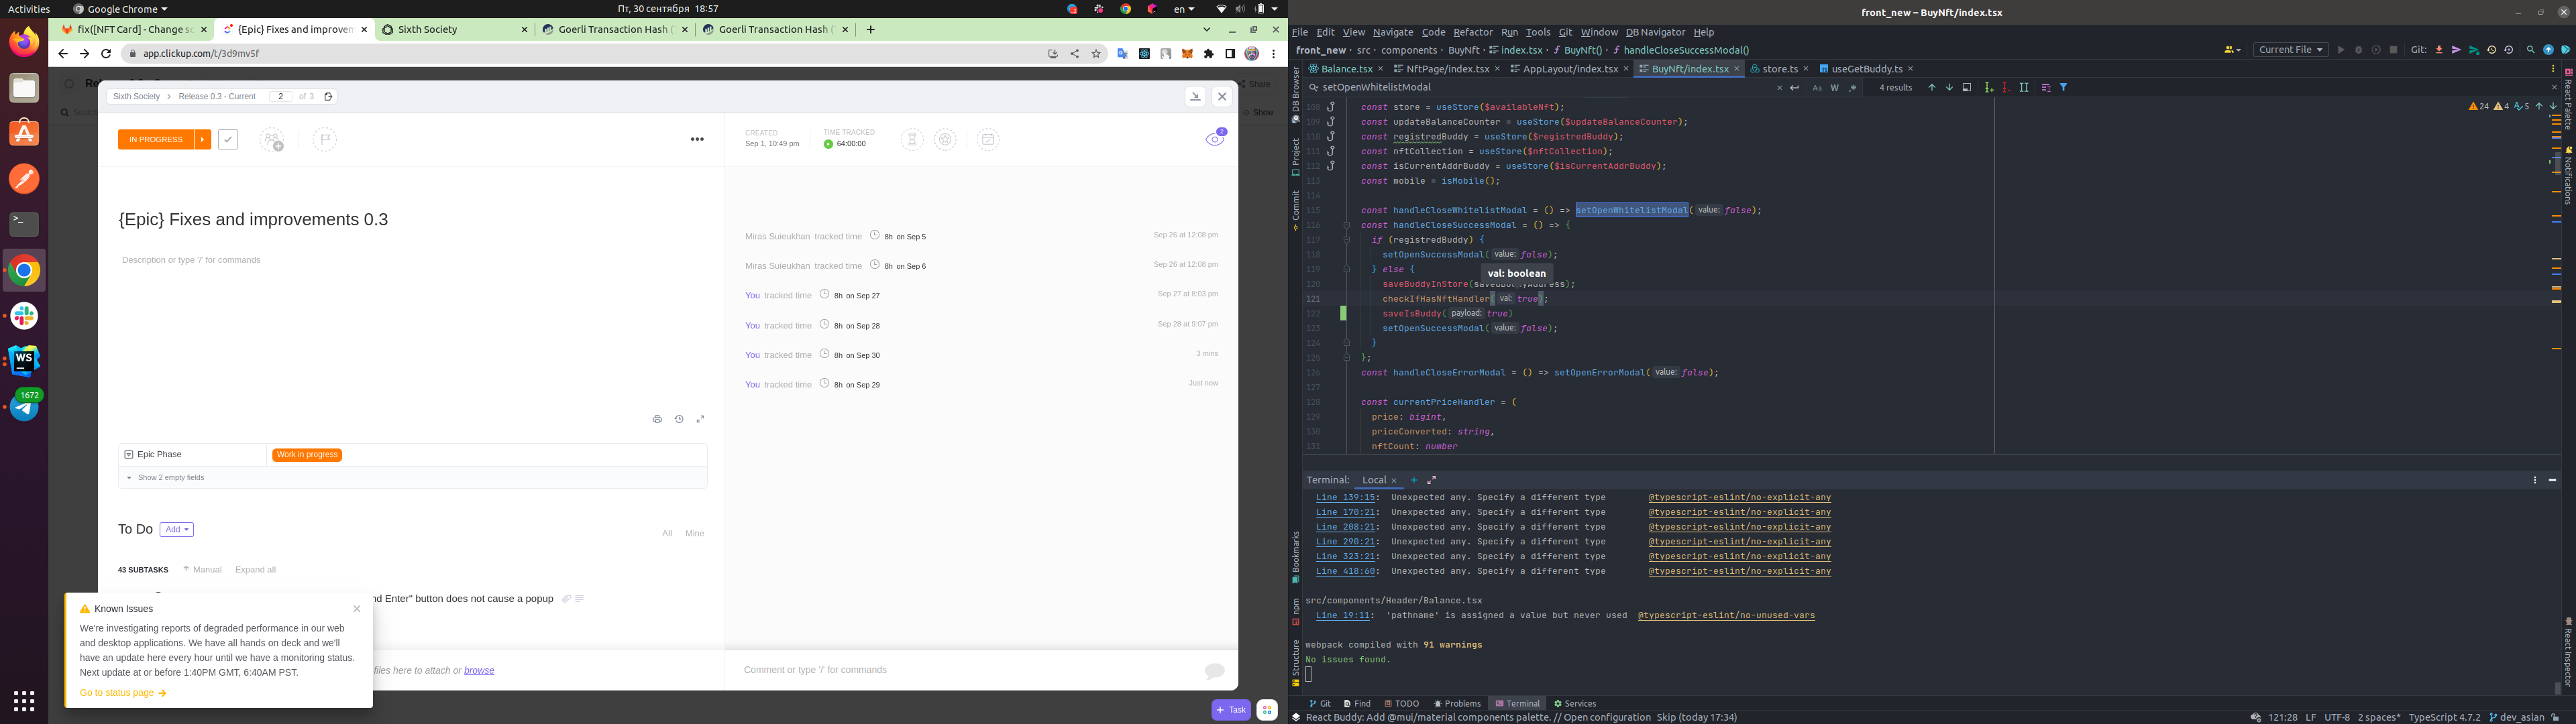 Activities
Google Chrome
Пт, 30 сентября 18:57
en
fix([NFT Card] - Change sc
{Epic} Fixes and improvemen
Sixth Society
Goerli Transaction Hash (
Goerli Transaction Hash (
app.clickup.com/t/3d9mv5f
Share
Search
Show
Sixth Society > Release 0.3 - Current 2 of 3
IN PROGRESS
CREATED
Sep 1, 10:49 pm
TIME TRACKED
64:00:00
2
{Epic} Fixes and improvements 0.3
Description or type '/' for commands
Miras Suieukhan tracked time 8h on Sep 5 Sep 26 at 12:08 pm
Miras Suieukhan tracked time 8h on Sep 6 Sep 26 at 12:08 pm
You tracked time 8h on Sep 27 Sep 27 at 8:03 pm
You tracked time 8h on Sep 28 Sep 28 at 9:07 pm
You tracked time 8h on Sep 30 3 mins
You tracked time 8h on Sep 29 Just now
Epic Phase Work in progress
Show 2 empty fields
To Do Add
All Mine
43 SUBTASKS Manual Expand all
nd Enter" button does not cause a popup
files here to attach or browse
Comment or type '/' for commands
Known Issues
We're investigating reports of degraded performance in our web
and desktop applications. We have all hands on deck and we'll
have an update here every hour until we have a monitoring status.
Next update at or before 1:40PM GMT, 6:40AM PST.
Go to status page
+ Task
WS
1672
front_new – BuyNft/index.tsx
File Edit View Navigate Code Refactor Run Tools Git Window DB Navigator Help
front_new src components BuyNft index.tsx BuyNft() handleCloseSuccessModal()
Current File
Git:
Balance.tsx NftPage/index.tsx AppLayout/index.tsx BuyNft/index.tsx store.ts useGetBuddy.ts
setOpenWhitelistModal
Aa W .* 4 results
24 4 5
108 const store = useStore($availableNft);
109 const updateBalanceCounter = useStore($updateBalanceCounter);
110 const registredBuddy = useStore($registredBuddy);
111 const nftCollection = useStore($nftCollection);
112 const isCurrentAddrBuddy = useStore($isCurrentAddrBuddy);
113 const mobile = isMobile();
114
115 const handleCloseWhitelistModal = () => setOpenWhitelistModal( value: false);
116 const handleCloseSuccessModal = () => {
117 if (registredBuddy) {
118 setOpenSuccessModal( value: false);
119 } else {
val: boolean
120 saveBuddyInStore(
121 checkIfHasNftHandler( val: true);
122 saveIsBuddy( payload: true)
123 setOpenSuccessModal( value: false);
124 }
125 };
126 const handleCloseErrorModal = () => setOpenErrorModal( value: false);
127
128 const currentPriceHandler = (
129 price: bigint,
130 priceConverted: string,
131 nftCount: number
Terminal: Local
Line 139:15: Unexpected any. Specify a different type @typescript-eslint/no-explicit-any
Line 170:21: Unexpected any. Specify a different type @typescript-eslint/no-explicit-any
Line 208:21: Unexpected any. Specify a different type @typescript-eslint/no-explicit-any
Line 290:21: Unexpected any. Specify a different type @typescript-eslint/no-explicit-any
Line 323:21: Unexpected any. Specify a different type @typescript-eslint/no-explicit-any
Line 418:60: Unexpected any. Specify a different type @typescript-eslint/no-explicit-any
src/components/Header/Balance.tsx
Line 19:11: 'pathname' is assigned a value but never used @typescript-eslint/no-unused-vars
webpack compiled with 91 warnings
No issues found.
Git Find TODO Problems Terminal Services
React Buddy: Add @mui/material components palette. // Open configuration Skip (today 17:34)
121:28 LF UTF-8 2 spaces* TypeScript 4.7.2 dev_aslan
DB Browser
Project
Commit
Bookmarks
npm
Structure
React Palette
Notifications
React Inspector